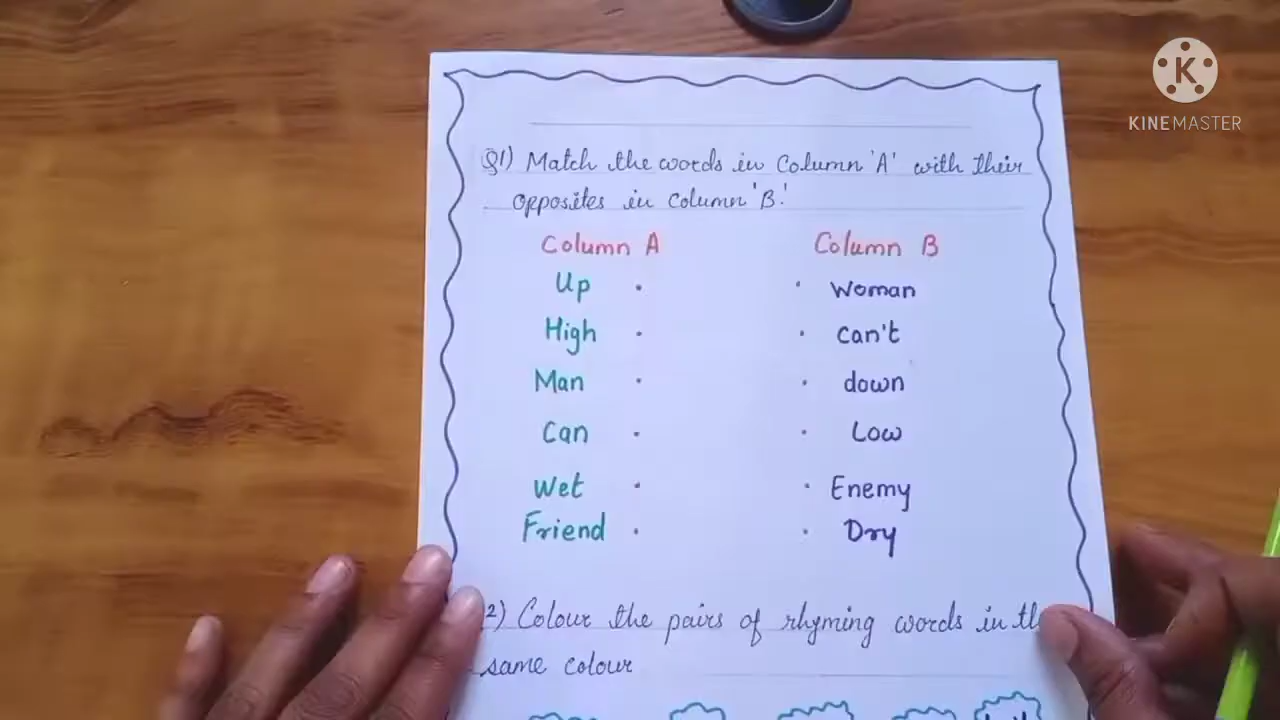 KINEMASTER
Q1) Match the words in Column 'A' with their
opposites in Column 'B'.
Column A Column B
Up . . Woman
High . . Can't
Man . . down
Can . . Low
Wet . . Enemy
Friend . . Dry
2) Colour the pairs of rhyming words in
same colour